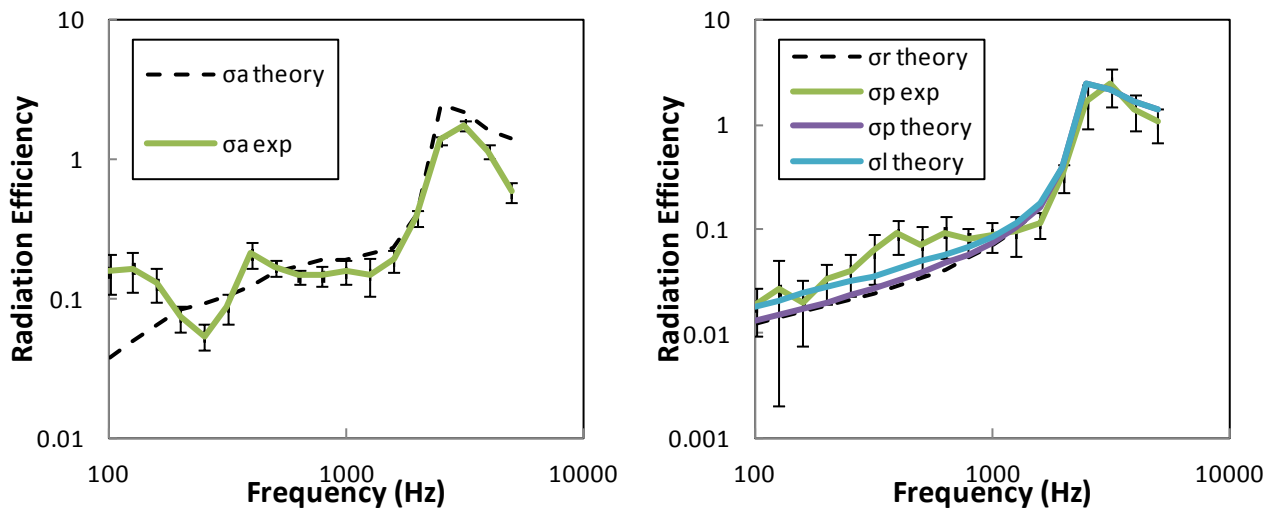 10
1
0.1
0.01
Radiation Efficiency
σa theory
σa exp
100
1000
10000
Frequency (Hz)
10
1
0.1
0.01
0.001
Radiation Efficiency
σr theory
σp exp
σp theory
σl theory
100
1000
10000
Frequency (Hz)